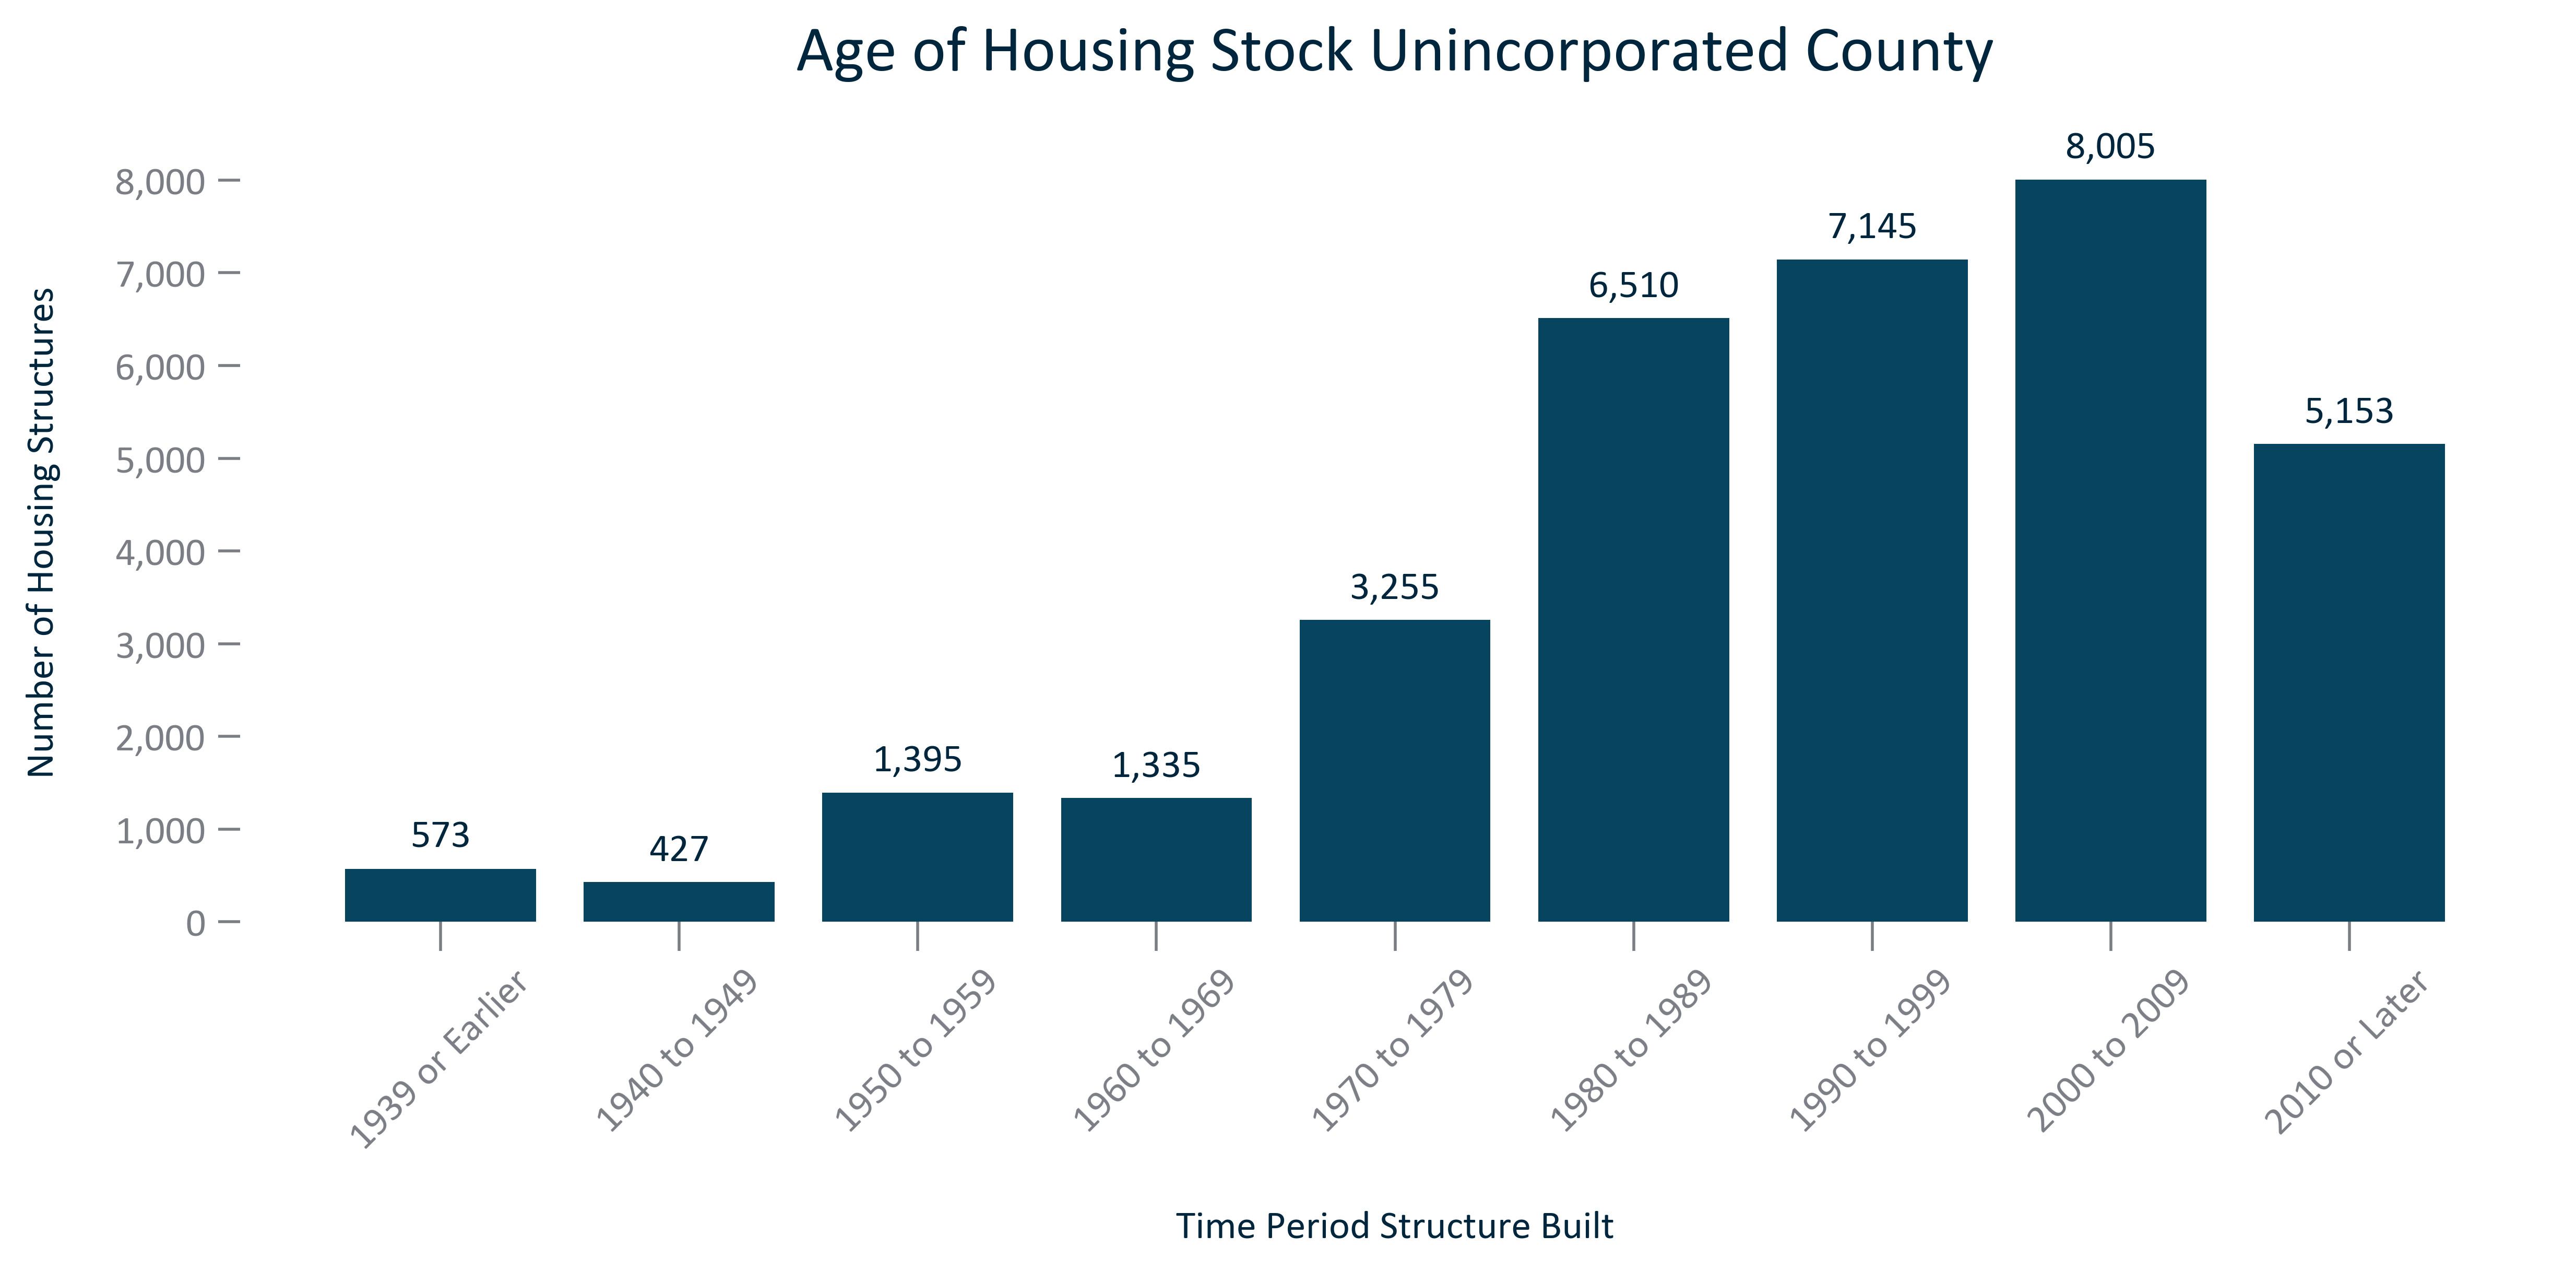 Age of Housing Stock Unincorporated County
Number of Housing Structures
8,000
7,000
6,000
5,000
4,000
3,000
2,000
1,000
0
573
427
1,395
1,335
3,255
6,510
7,145
8,005
5,153
1939 or Earlier
1940 to 1949
1950 to 1959
1960 to 1969
1970 to 1979
1980 to 1989
1990 to 1999
2000 to 2009
2010 or Later
Time Period Structure Built